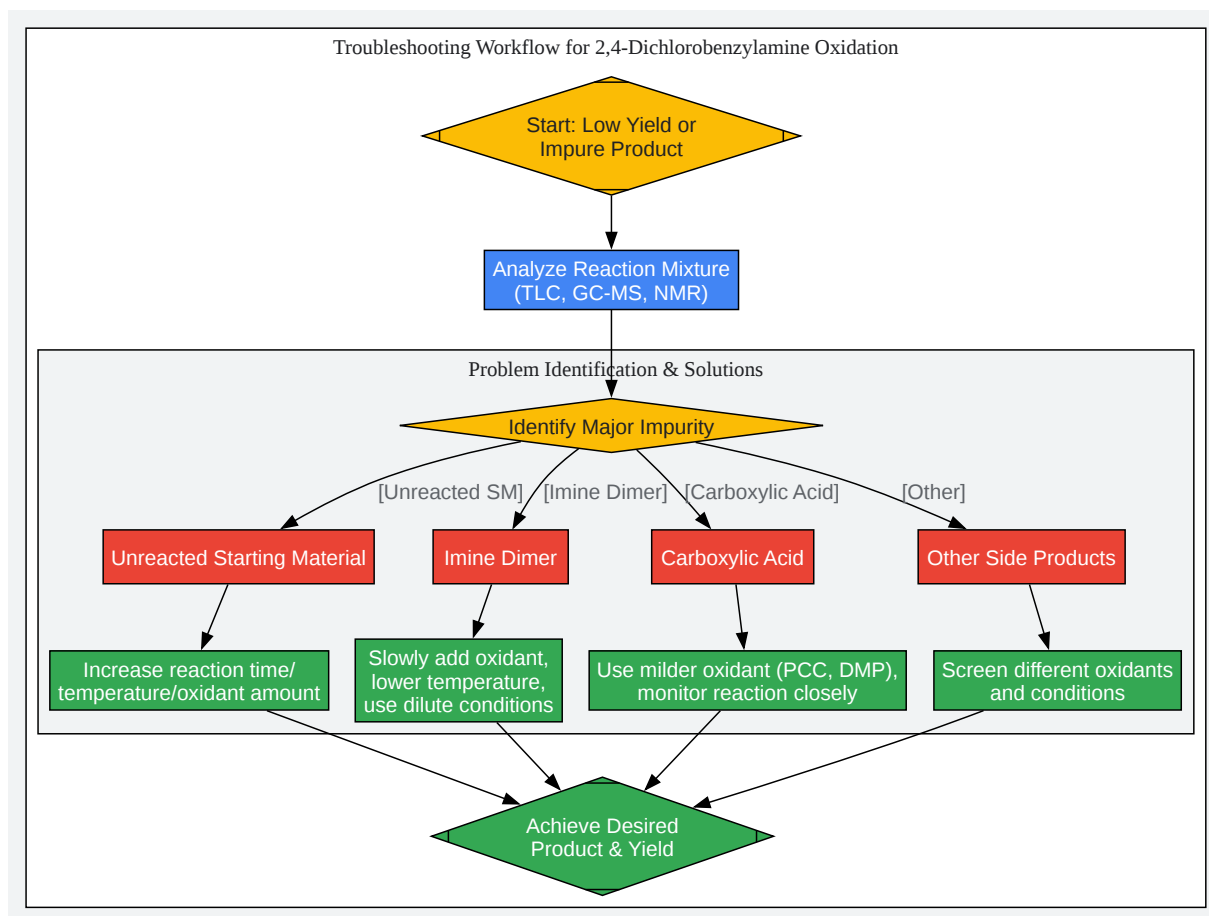 Troubleshooting Workflow for 2,4-Dichlorobenzylamine Oxidation
Start: Low Yield or
Impure Product
Analyze Reaction Mixture
(TLC, GC-MS, NMR)
Problem Identification & Solutions
Identify Major Impurity
[Unreacted SM]
[Imine Dimer]
[Carboxylic Acid]
[Other]
Unreacted Starting Material
Imine Dimer
Carboxylic Acid
Other Side Products
Increase reaction time/
temperature/oxidant amount
Slowly add oxidant,
lower temperature,
use dilute conditions
Use milder oxidant (PCC, DMP),
monitor reaction closely
Screen different oxidants
and conditions
Achieve Desired
Product & Yield